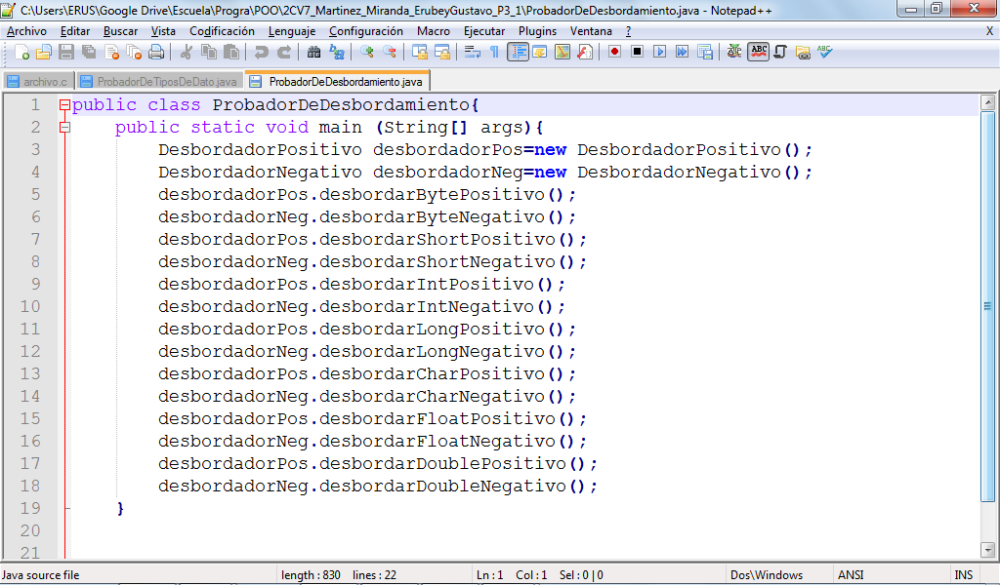 C:\Users\ERUS\Google Drive\Escuela\Progra\POO\2CV7_Martinez_Miranda_ErubeyGustavo_P3_1\ProbadorDeDesbordamiento.java - Notepad++
Archivo Editar Buscar Vista Codificación Lenguaje Configuración Macro Ejecutar Plugins Ventana ? X
ABC ABC
archivo.c ProbadorDeTiposDeDato.java ProbadorDeDesbordamiento.java
1 public class ProbadorDeDesbordamiento{
2 public static void main (String[] args){
3 DesbordadorPositivo desbordadorPos=new DesbordadorPositivo();
4 DesbordadorNegativo desbordadorNeg=new DesbordadorNegativo();
5 desbordadorPos.desbordarBytePositivo();
6 desbordadorNeg.desbordarByteNegativo();
7 desbordadorPos.desbordarShortPositivo();
8 desbordadorNeg.desbordarShortNegativo();
9 desbordadorPos.desbordarIntPositivo();
10 desbordadorNeg.desbordarIntNegativo();
11 desbordadorPos.desbordarLongPositivo();
12 desbordadorNeg.desbordarLongNegativo();
13 desbordadorPos.desbordarCharPositivo();
14 desbordadorNeg.desbordarCharNegativo();
15 desbordadorPos.desbordarFloatPositivo();
16 desbordadorNeg.desbordarFloatNegativo();
17 desbordadorPos.desbordarDoublePositivo();
18 desbordadorNeg.desbordarDoubleNegativo();
19 }
20
21
Java source file length : 830 lines : 22 Ln : 1 Col : 1 Sel : 0 | 0 Dos\Windows ANSI INS